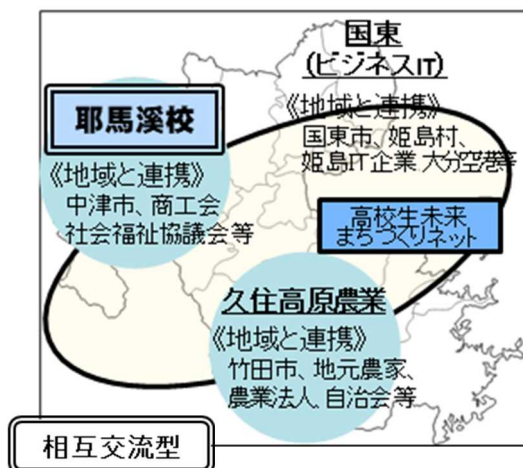 国東
(ビジネスIT)
《地域と連携》
国東市、姫島村、
姫島IT企業 大分空港等
耶馬溪校
《地域と連携》
中津市、商工会
社会福祉協議会等
高校生未来
まちづくりネット
久住高原農業
《地域と連携》
竹田市、地元農家、
農業法人 自治会等
相互交流型